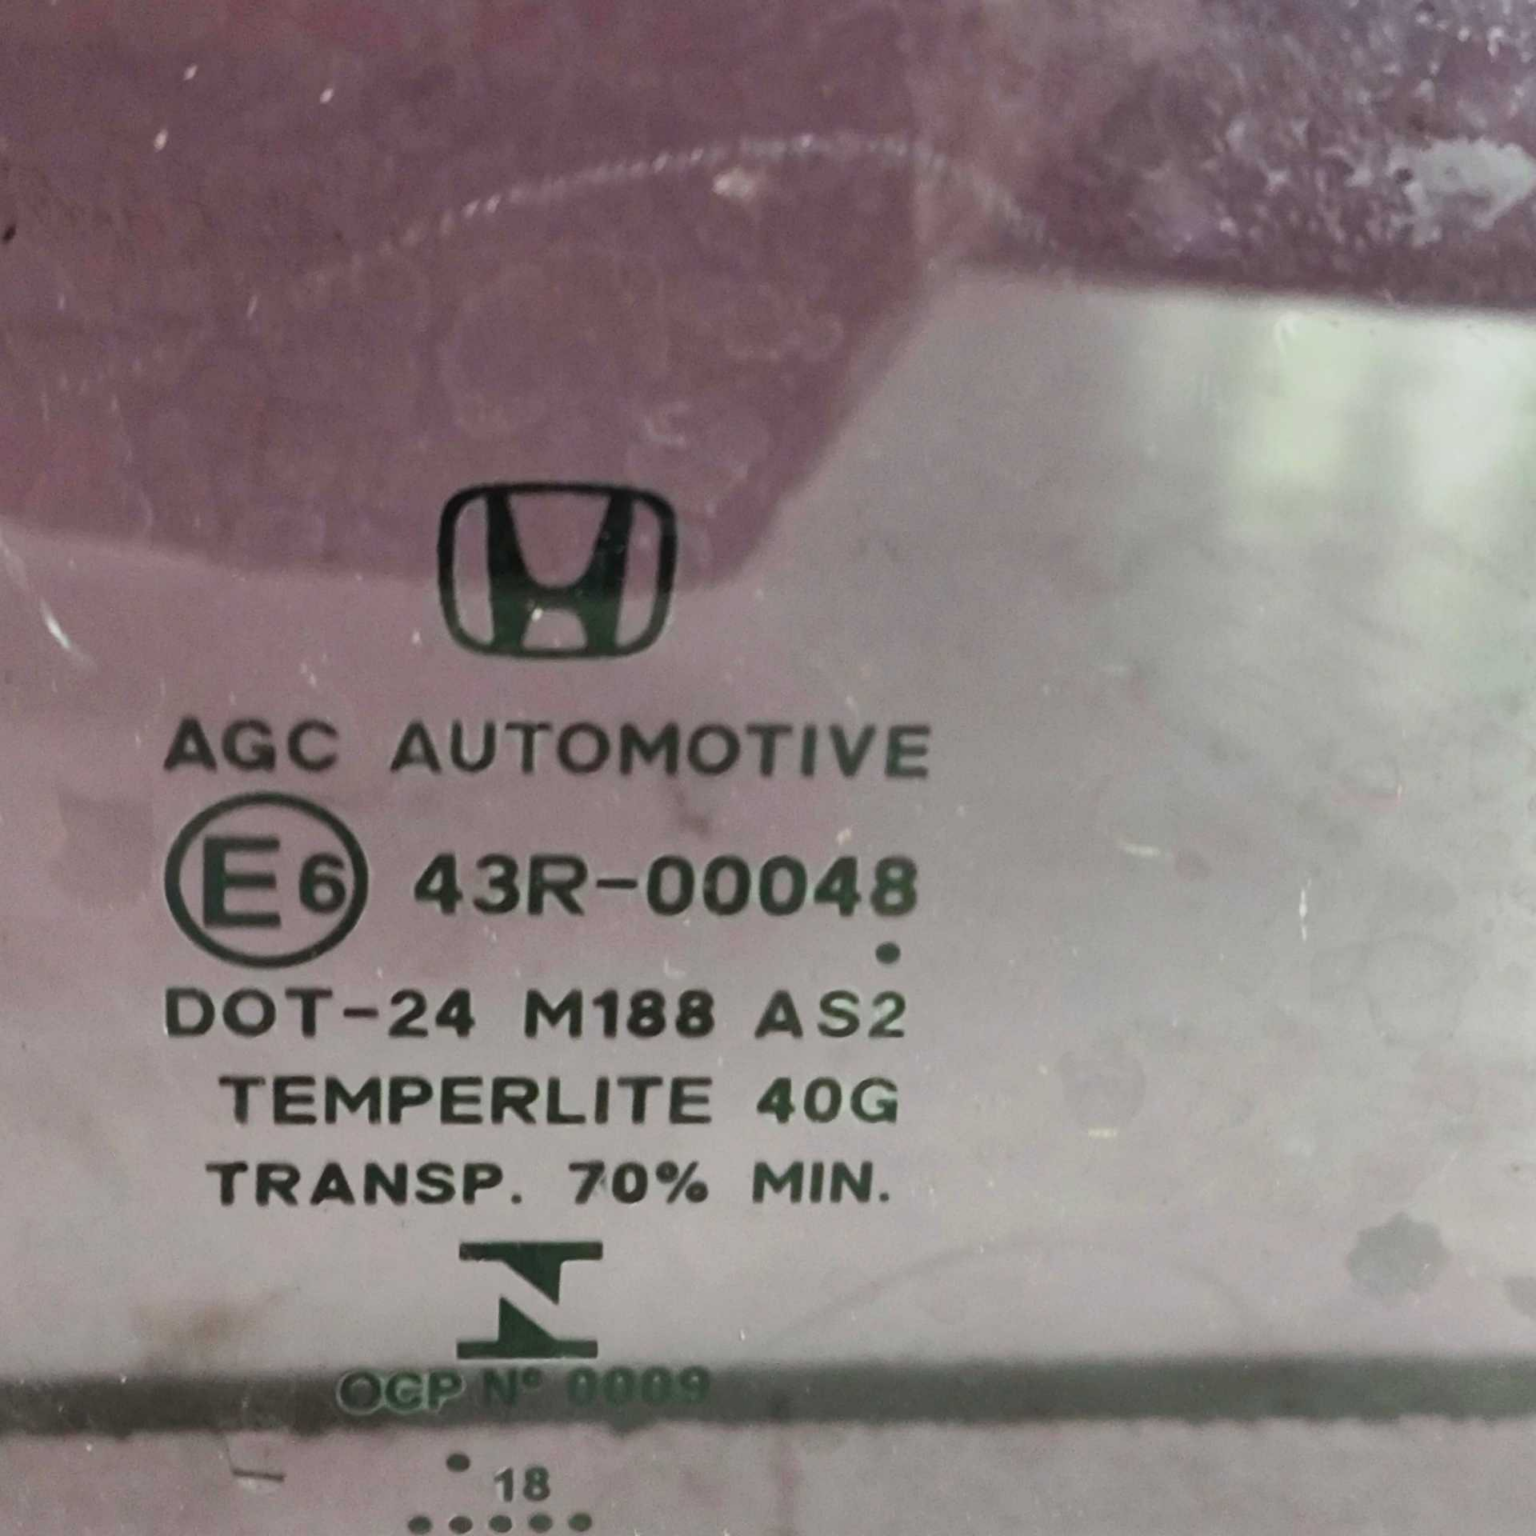 AGC AUTOMOTIVE
E6 43R-00048
DOT-24 M188 AS2
TEMPERLITE 40G
TRANSP. 70% MIN.
OCP Nº 0009
18